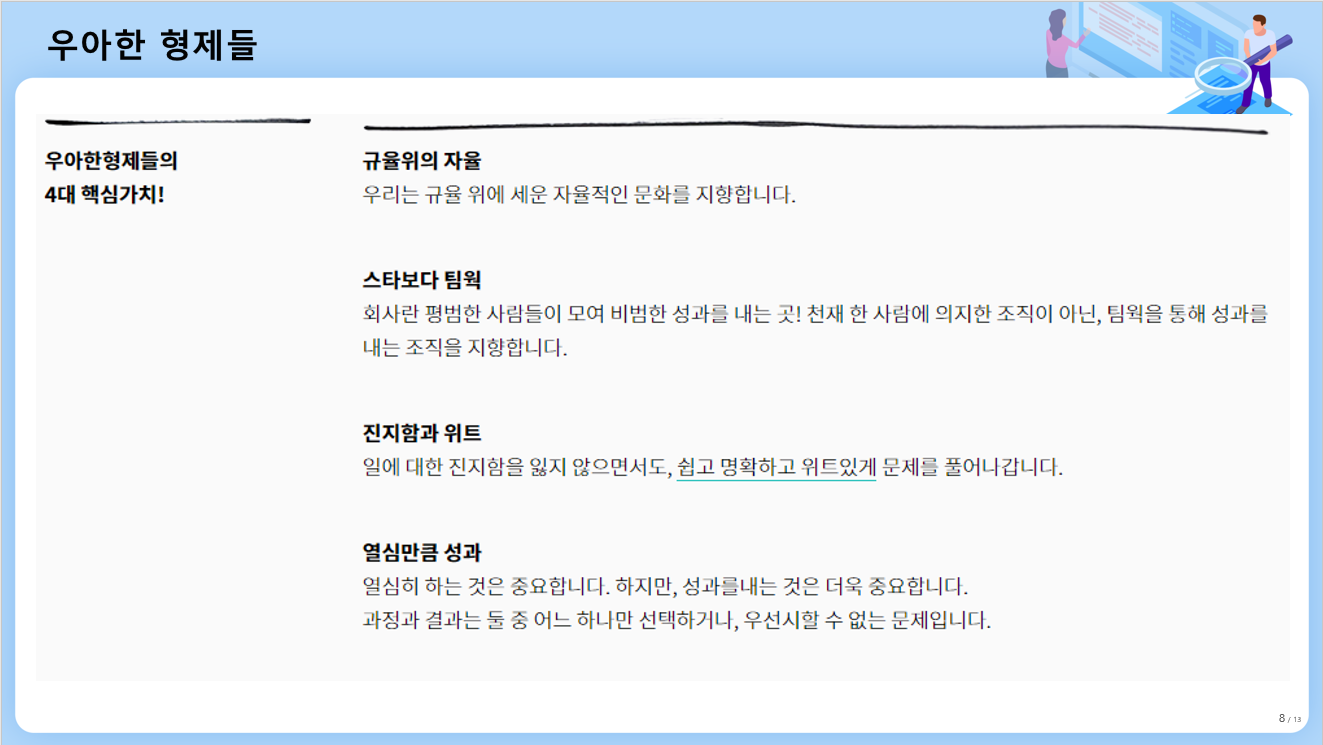 우아한 형제들
우아한형제들의
4대 핵심가치!
규율위의 자율
우리는 규율 위에 세운 자율적인 문화를 지향합니다.
스타보다 팀웍
회사란 평범한 사람들이 모여 비범한 성과를 내는 곳! 천재 한 사람에 의지한 조직이 아닌, 팀웍을 통해 성과를
내는 조직을 지향합니다.
진지함과 위트
일에 대한 진지함을 잃지 않으면서도, 쉽고 명확하고 위트있게 문제를 풀어나갑니다.
열심만큼 성과
열심히 하는 것은 중요합니다. 하지만, 성과를내는 것은 더욱 중요합니다.
과정과 결과는 둘 중 어느 하나만 선택하거나, 우선시할 수 없는 문제입니다.
8 / 13